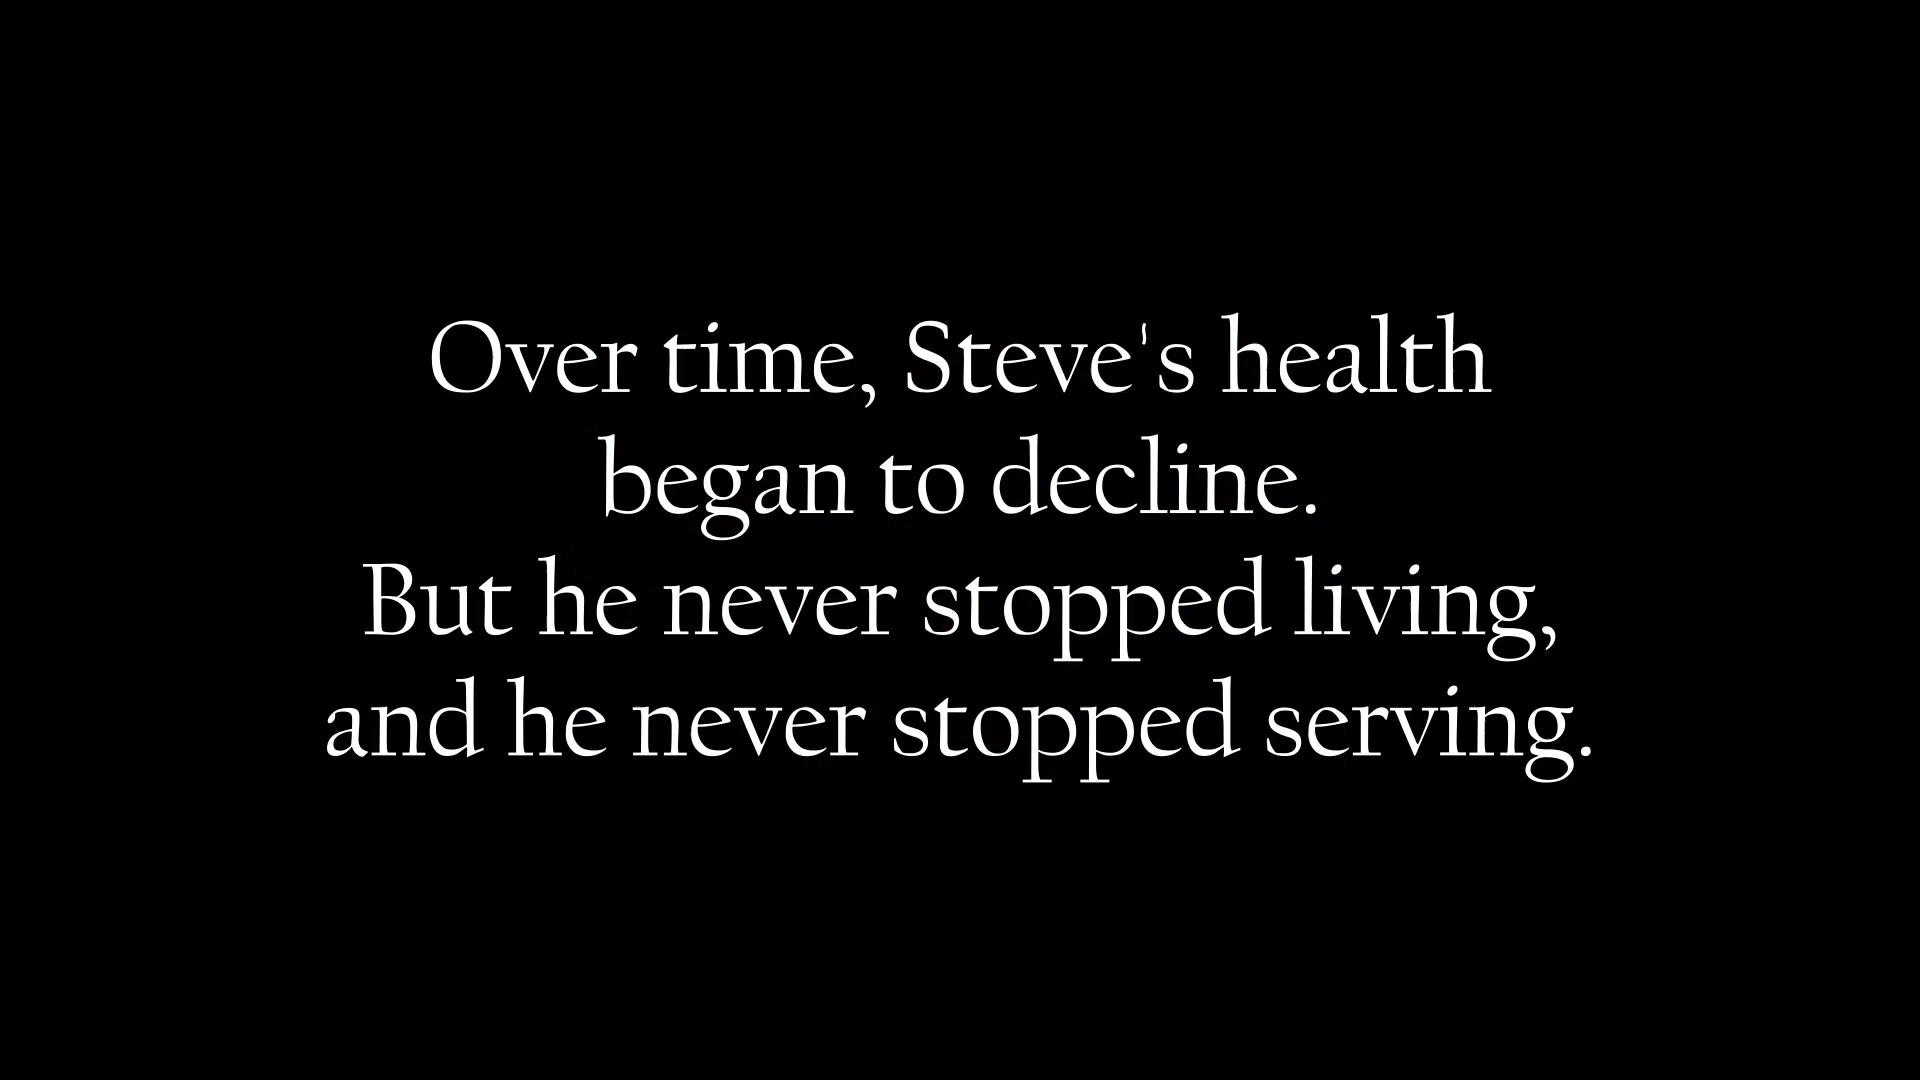 Over time, Steve's health
began to decline.
But he never stopped living,
and he never stopped serving.